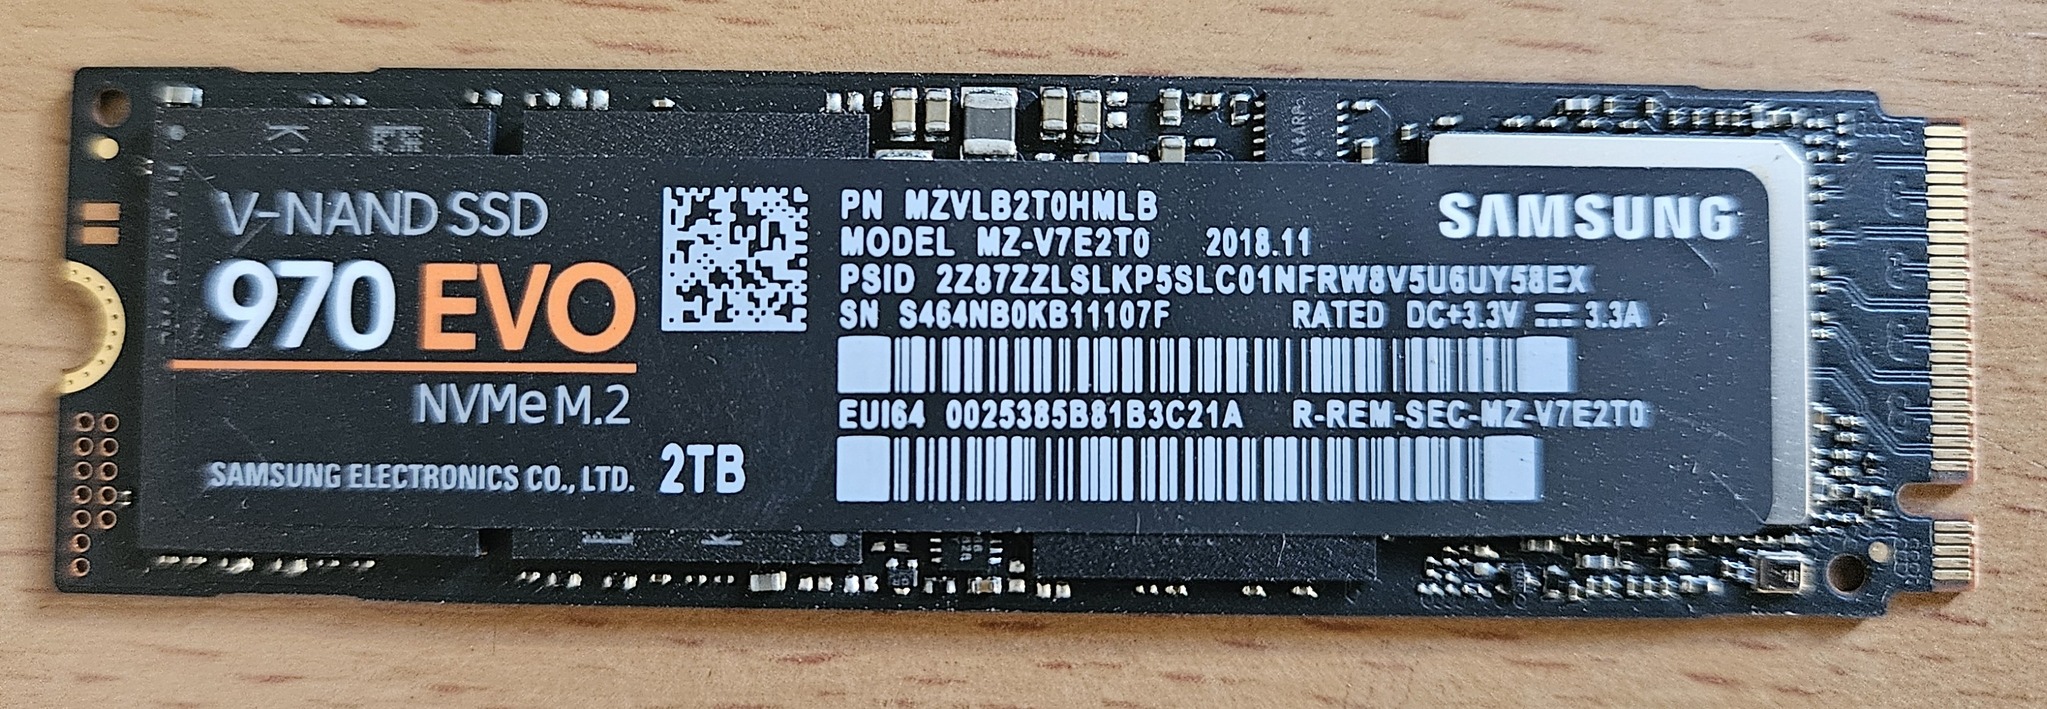 V-NAND SSD
970 EVO
NVMe M.2
SAMSUNG ELECTRONICS CO., LTD.
2TB
PN MZVLB2T0HMLB
MODEL MZ-V7E2T0 2018.11
PSID 2Z87ZZLSLKP5SLC01NFRW8V5U6UY58EX
SN S464NB0KB11107F RATED DC+3.3V ⎓ 3.3A
EUI64 0025385B81B3C21A R-REM-SEC-MZ-V7E2T0
SAMSUNG